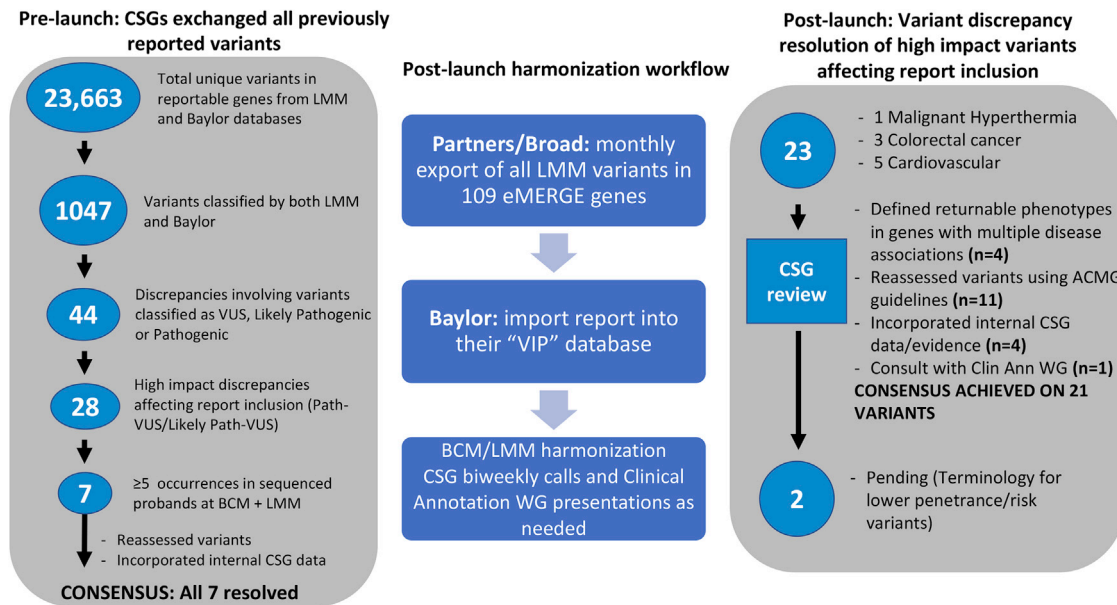 Pre-launch: CSGs exchanged all previously
reported variants
23,663
Total unique variants in
reportable genes from LMM
and Baylor databases
1047
Variants classified by both LMM
and Baylor
44
Discrepancies involving variants
classified as VUS, Likely Pathogenic
or Pathogenic
28
High impact discrepancies
affecting report inclusion (Path-
VUS/Likely Path-VUS)
7
≥5 occurrences in sequenced
probands at BCM + LMM
- Reassessed variants
- Incorporated internal CSG data
CONSENSUS: All 7 resolved
Post-launch harmonization workflow
Partners/Broad: monthly
export of all LMM variants in
109 eMERGE genes
Baylor: import report into
their “VIP” database
BCM/LMM harmonization
CSG biweekly calls and Clinical
Annotation WG presentations as
needed
Post-launch: Variant discrepancy
resolution of high impact variants
affecting report inclusion
23
- 1 Malignant Hyperthermia
- 3 Colorectal cancer
- 5 Cardiovascular
CSG
review
- Defined returnable phenotypes
in genes with multiple disease
associations (n=4)
- Reassessed variants using ACMG
guidelines (n=11)
- Incorporated internal CSG
data/evidence (n=4)
- Consult with Clin Ann WG (n=1)
CONSENSUS ACHIEVED ON 21
VARIANTS
2
- Pending (Terminology for
lower penetrance/risk
variants)